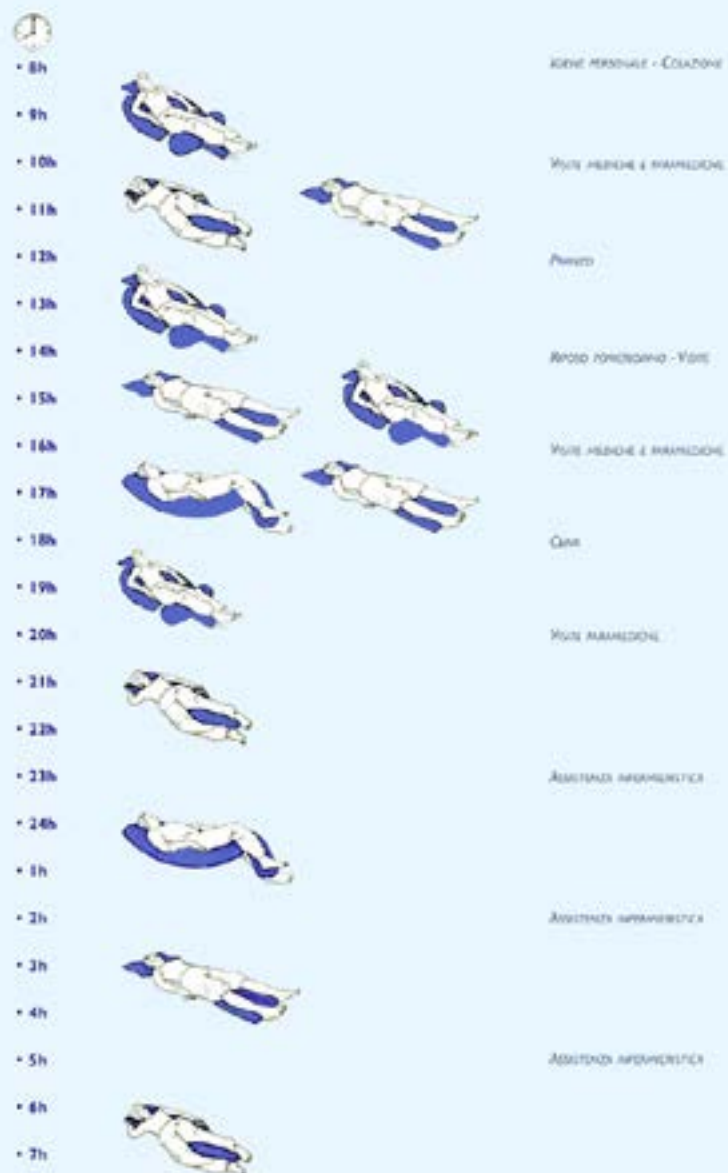 • 8h
IGIENE PERSONALE - COLAZIONE
• 9h
• 10h
VISITE MEDICHE E PARAMEDICHE
• 11h
• 12h
PRANZO
• 13h
• 14h
RIPOSO POMERIDIANO - VISITE
• 15h
• 16h
VISITE MEDICHE E PARAMEDICHE
• 17h
• 18h
CENA
• 19h
• 20h
VISITE PARAMEDICHE
• 21h
• 22h
• 23h
ASSISTENZA INFERMIERISTICA
• 24h
• 1h
• 2h
ASSISTENZA INFERMIERISTICA
• 3h
• 4h
• 5h
ASSISTENZA INFERMIERISTICA
• 6h
• 7h